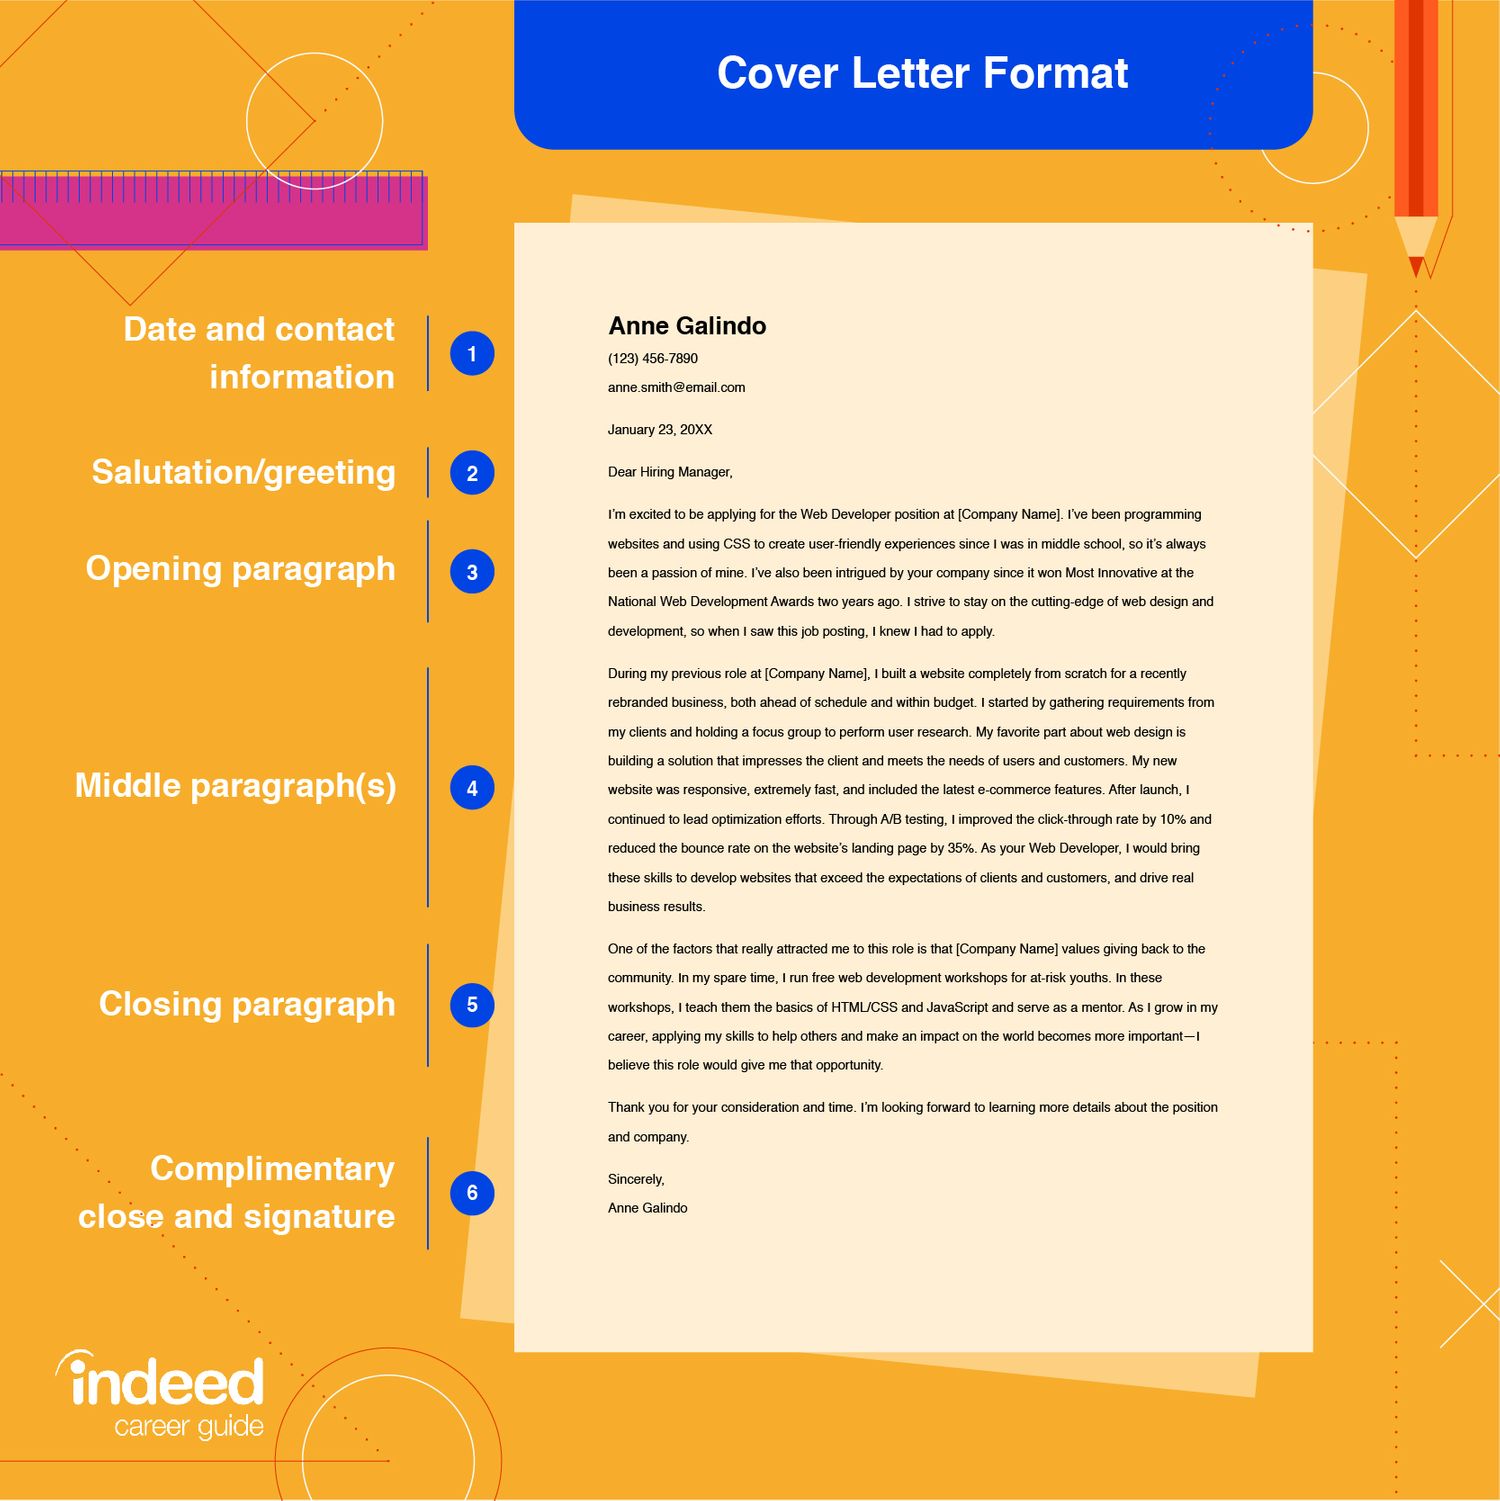 Cover Letter Format
Date and contact
information
1
Salutation/greeting
2
Opening paragraph
3
Middle paragraph(s)
4
Closing paragraph
5
Complimentary
close and signature
6
Anne Galindo
(123) 456-7890
anne.smith@email.com
January 23, 20XX
Dear Hiring Manager,
I’m excited to be applying for the Web Developer position at [Company Name]. I’ve been programming
websites and using CSS to create user-friendly experiences since I was in middle school, so it’s always
been a passion of mine. I’ve also been intrigued by your company since it won Most Innovative at the
National Web Development Awards two years ago. I strive to stay on the cutting-edge of web design and
development, so when I saw this job posting, I knew I had to apply.
During my previous role at [Company Name], I built a website completely from scratch for a recently
rebranded business, both ahead of schedule and within budget. I started by gathering requirements from
my clients and holding a focus group to perform user research. My favorite part about web design is
building a solution that impresses the client and meets the needs of users and customers. My new
website was responsive, extremely fast, and included the latest e-commerce features. After launch, I
continued to lead optimization efforts. Through A/B testing, I improved the click-through rate by 10% and
reduced the bounce rate on the website’s landing page by 35%. As your Web Developer, I would bring
these skills to develop websites that exceed the expectations of clients and customers, and drive real
business results.
One of the factors that really attracted me to this role is that [Company Name] values giving back to the
community. In my spare time, I run free web development workshops for at-risk youths. In these
workshops, I teach them the basics of HTML/CSS and JavaScript and serve as a mentor. As I grow in my
career, applying my skills to help others and make an impact on the world becomes more important—I
believe this role would give me that opportunity.
Thank you for your consideration and time. I’m looking forward to learning more details about the position
and company.
Sincerely,
Anne Galindo
indeed
career guide